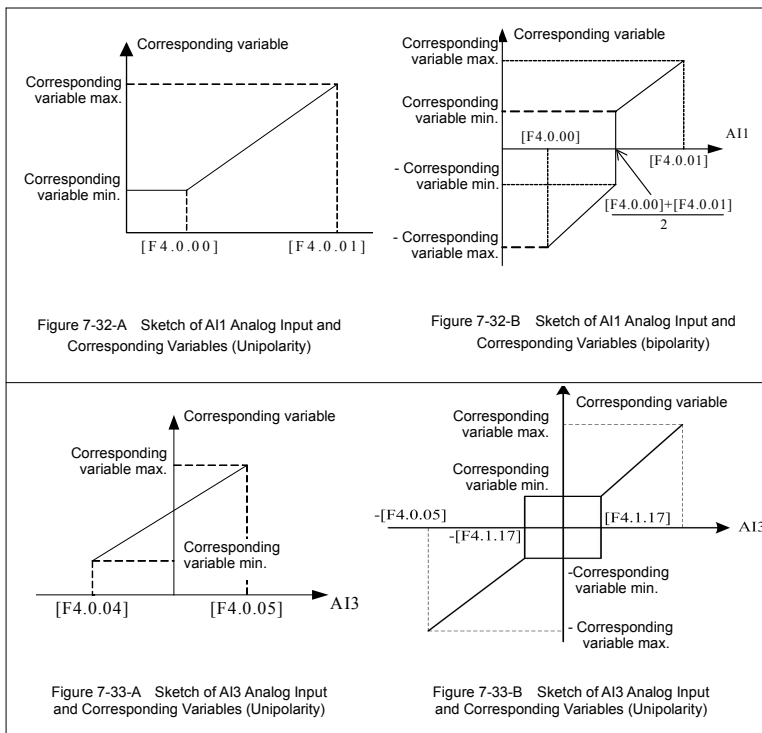 Corresponding variable
Corresponding
variable max.
Corresponding
variable min.
[F4.0.00]
[F4.0.01]
Figure 7-32-A Sketch of AI1 Analog Input and
Corresponding Variables (Unipolarity)
Corresponding variable
Corresponding
variable max.
Corresponding
variable min.
[F4.0.00]
AI1
[F4.0.01]
- Corresponding
variable min.
[F4.0.00]+[F4.0.01]
2
- Corresponding
variable max.
Figure 7-32-B Sketch of AI1 Analog Input and
Corresponding Variables (bipolarity)
Corresponding variable
Corresponding
variable max.
Corresponding
variable min.
[F4.0.04]
[F4.0.05]
AI3
Figure 7-33-A Sketch of AI3 Analog Input
and Corresponding Variables (Unipolarity)
Corresponding variable
Corresponding
variable max.
Corresponding
variable min.
-[F4.0.05]
-[F4.1.17]
[F4.1.17]
AI3
-Corresponding
variable min.
- Corresponding
variable max.
Figure 7-33-B Sketch of AI3 Analog Input
and Corresponding Variables (Unipolarity)